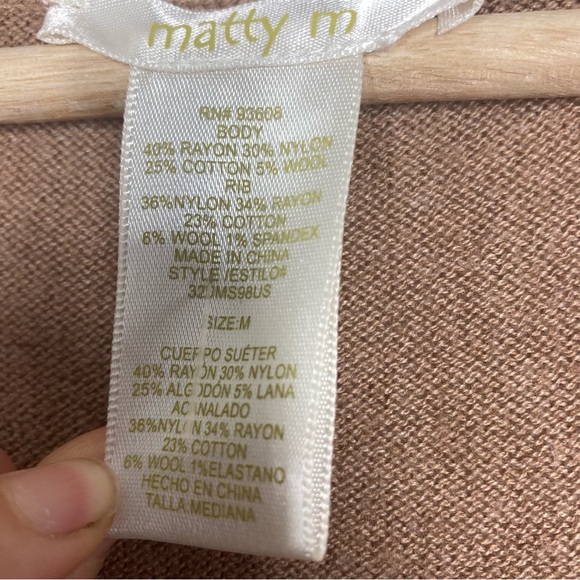 matty m
RN# 93608
BODY
40% RAYON 30% NYLON
25% COTTON 5% WOOL
RIB
36%NYLON 34% RAYON
23% COTTON
6% WOOL 1% SPANDEX
MADE IN CHINA
STYLE /ESTILO#
32JMS98US
SIZE:M
CUERPO SUÉTER
40% RAYÓN 30% NYLON
25% ALGODÓN 5% LANA
ACANALADO
36%NYLON 34% RAYON
23% COTTON
6% WOOL 1%ELASTANO
HECHO EN CHINA
TALLA MEDIANA